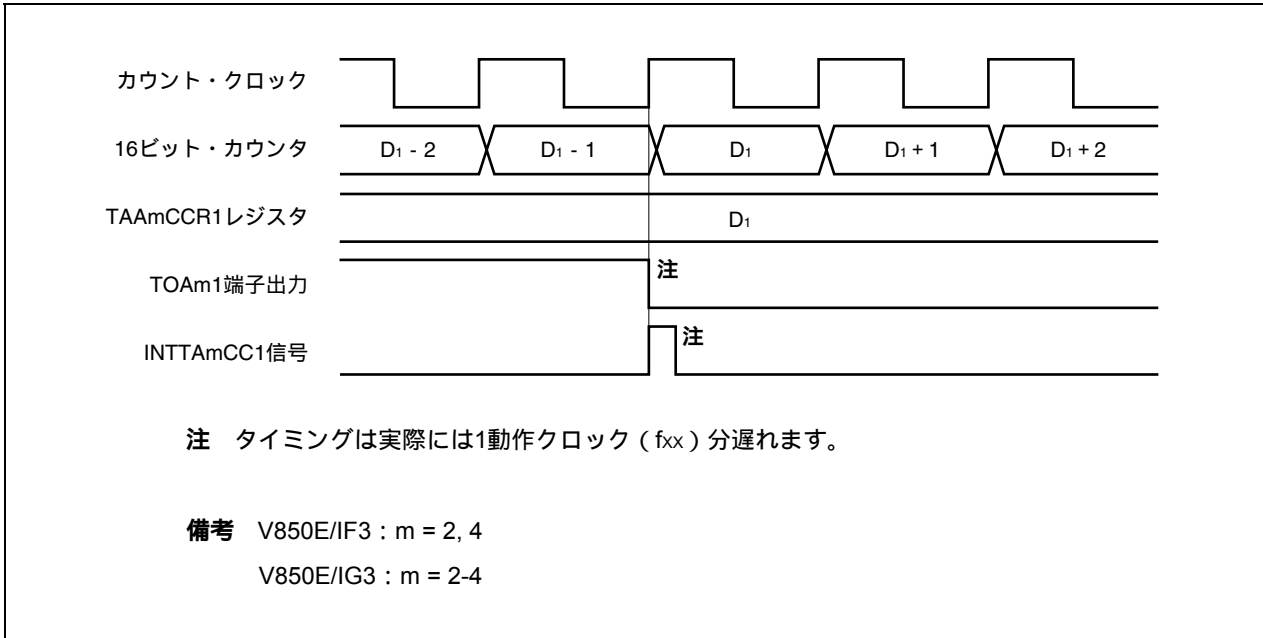 カウント・クロック
16ビット・カウンタ D1 - 2 D1 - 1 D1 D1 + 1 D1 + 2
TAAmCCR1レジスタ D1
TOAm1端子出力 注
INTTAmCC1信号 注
注 タイミングは実際には1動作クロック（fxx）分遅れます。
備考 V850E/IF3：m = 2, 4
V850E/IG3：m = 2-4